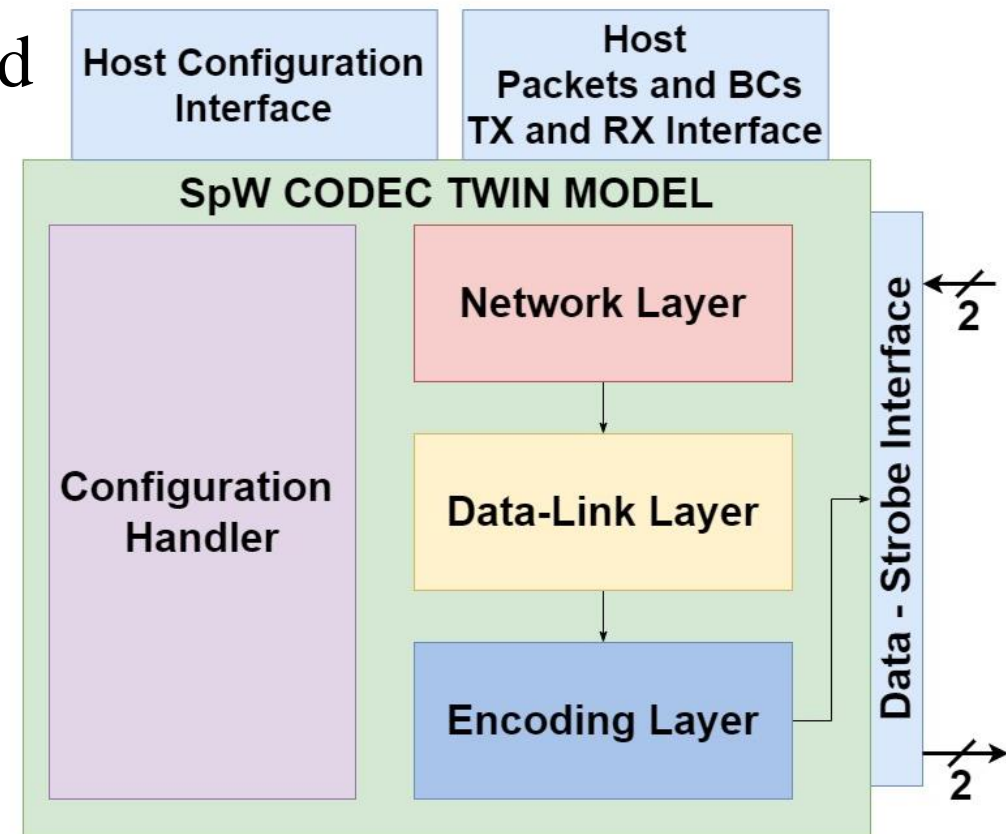 d
Host Configuration
Interface
Host
Packets and BCs
TX and RX Interface
SpW CODEC TWIN MODEL
Configuration
Handler
Network Layer
Data-Link Layer
Encoding Layer
Data - Strobe Interface
2
2